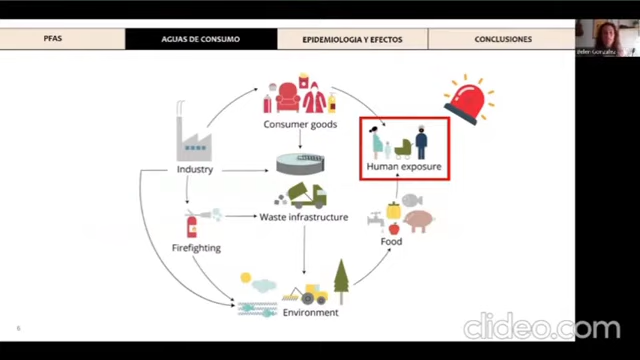 PFAS
AGUAS DE CONSUMO
EPIDEMIOLOGIA Y EFECTOS
CONCLUSIONES
Consumer goods
Human exposure
Industry
Waste infrastructure
Food
Firefighting
Environment
6
clideo.com